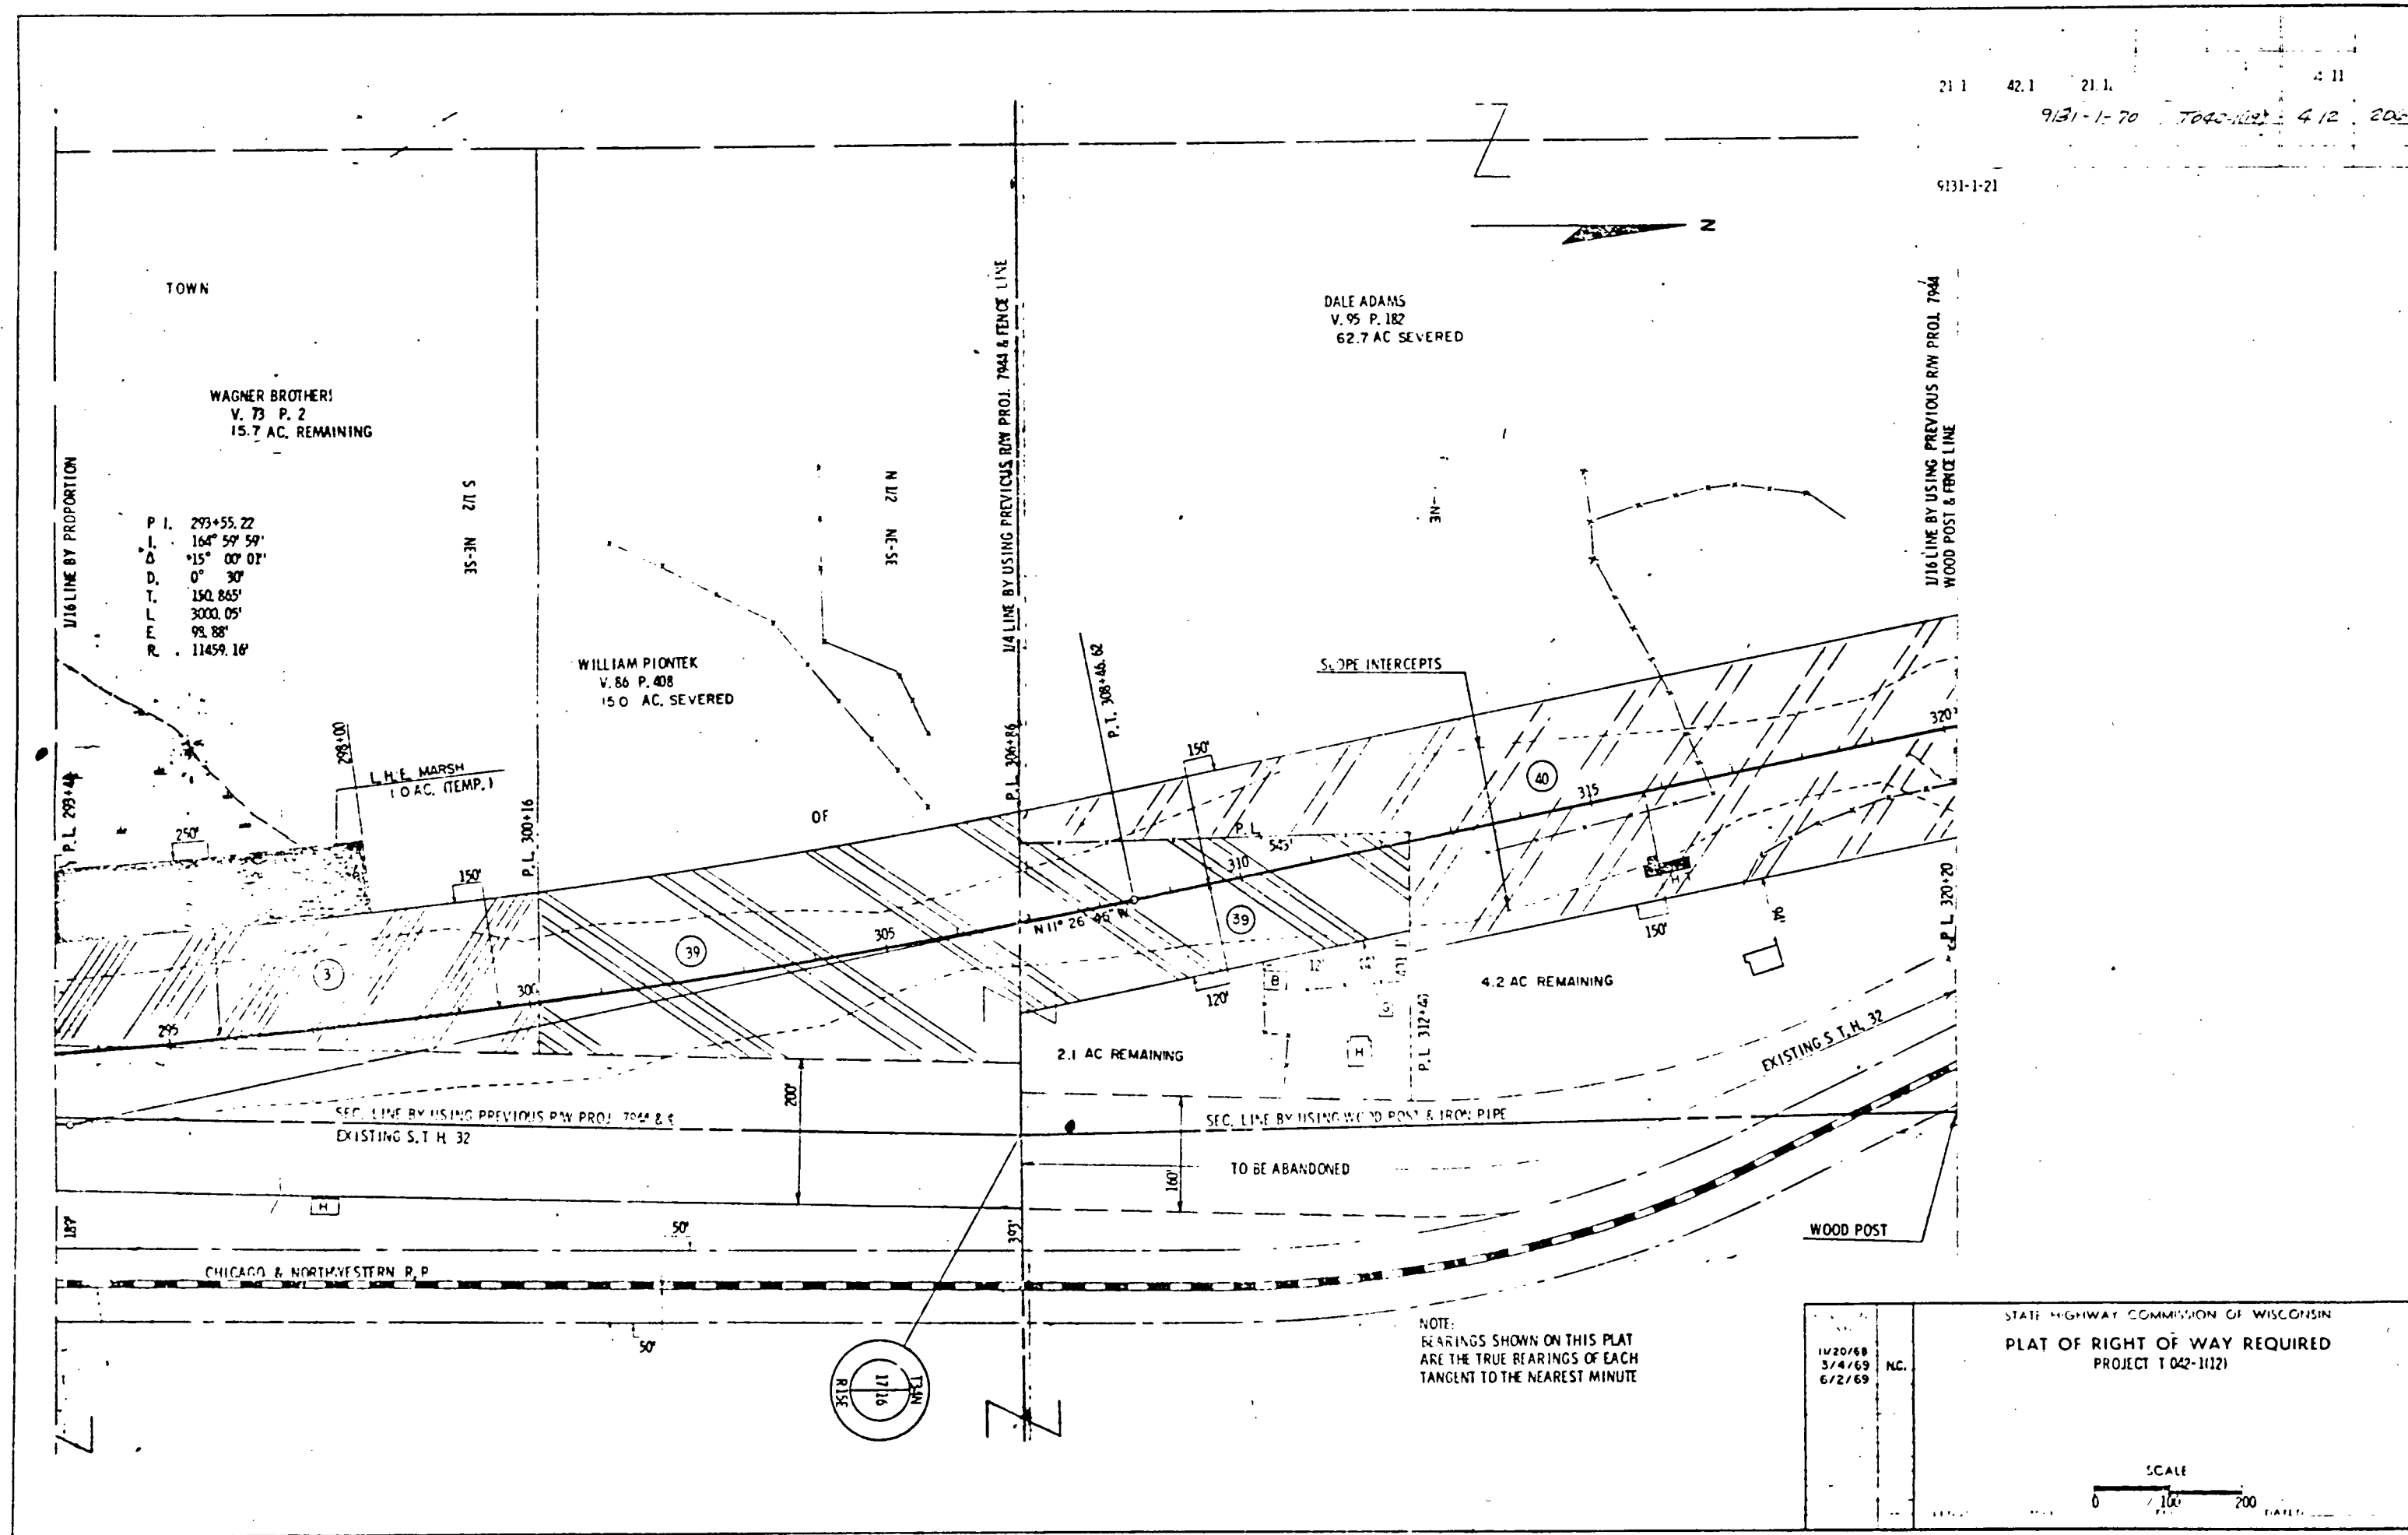 21.1 42.1 21.1 4 11
9131-1-70 4 12
9131-1-21
N
TOWN
DALE ADAMS
V. 95 P. 182
62.7 AC SEVERED
WAGNER BROTHERS
V. 73 P. 2
15.7 AC. REMAINING
1/16 LINE BY PROPORTION
S 1/2 SE-NE
N 1/2 NE-SE
1/4 LINE BY USING PREVIOUS R/W PROJ. 7944 & FENCE LINE
1/16 LINE BY USING PREVIOUS R/W PROJ. 7944
WOOD POST & FENCE LINE
P I. 293+55.22
I. 164° 59' 59"
Δ +15° 00' 01"
D. 0° 30'
T. 150.865'
L 3000.05'
E 98.88'
R. 11459.16'
WILLIAM PIONTEK
V. 86 P. 408
15.0 AC. SEVERED
SLOPE INTERCEPTS
P.T. 308+46.62
298+00
L.H.E. MARSH
1.0 AC. (TEMP.)
P.L. 293+44
250'
150'
P.L. 300+16
OF
P.L. 306+86
150'
40
320
315
P.L.
545'
310
39
N 11° 26' 46" W
305
39
300
295
3
120'
B
12'
G
H
P.L. 312+40
H
150'
P.L. 320+20
4.2 AC REMAINING
2.1 AC REMAINING
EXISTING S.T.H. 32
200'
SEC. LINE BY USING PREVIOUS R/W PROJ. 7944 &
EXISTING S.T.H. 32
SEC. LINE BY USING WOOD POST & IRON PIPE
TO BE ABANDONED
160'
H
187'
50'
393'
WOOD POST
CHICAGO & NORTHWESTERN R.R.
50'
T34N
17 16
R15E
NOTE:
BEARINGS SHOWN ON THIS PLAT
ARE THE TRUE BEARINGS OF EACH
TANGENT TO THE NEAREST MINUTE
11/20/68
3/4/69 N.C.
6/2/69
STATE HIGHWAY COMMISSION OF WISCONSIN
PLAT OF RIGHT OF WAY REQUIRED
PROJECT T 042-1(12)
SCALE
0 100 200